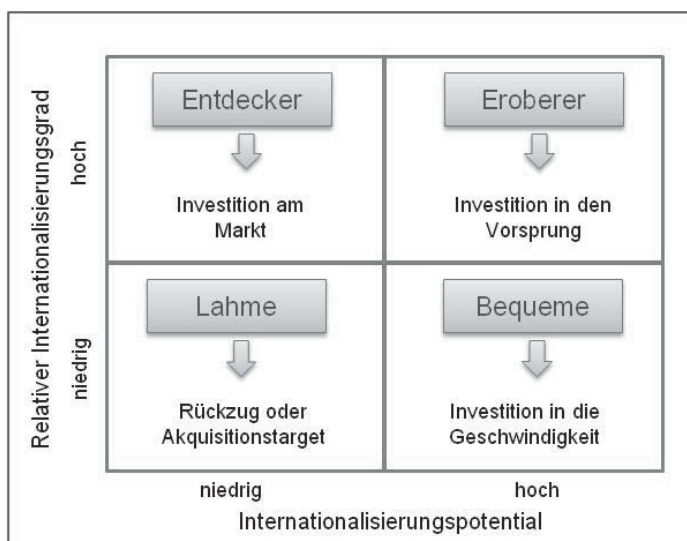 Relativer Internationalisierungsgrad
hoch
niedrig
Entdecker
Investition am
Markt
Eroberer
Investition in den
Vorsprung
Lahme
Rückzug oder
Akquisitionstarget
Bequeme
Investition in die
Geschwindigkeit
niedrig
hoch
Internationalisierungspotential